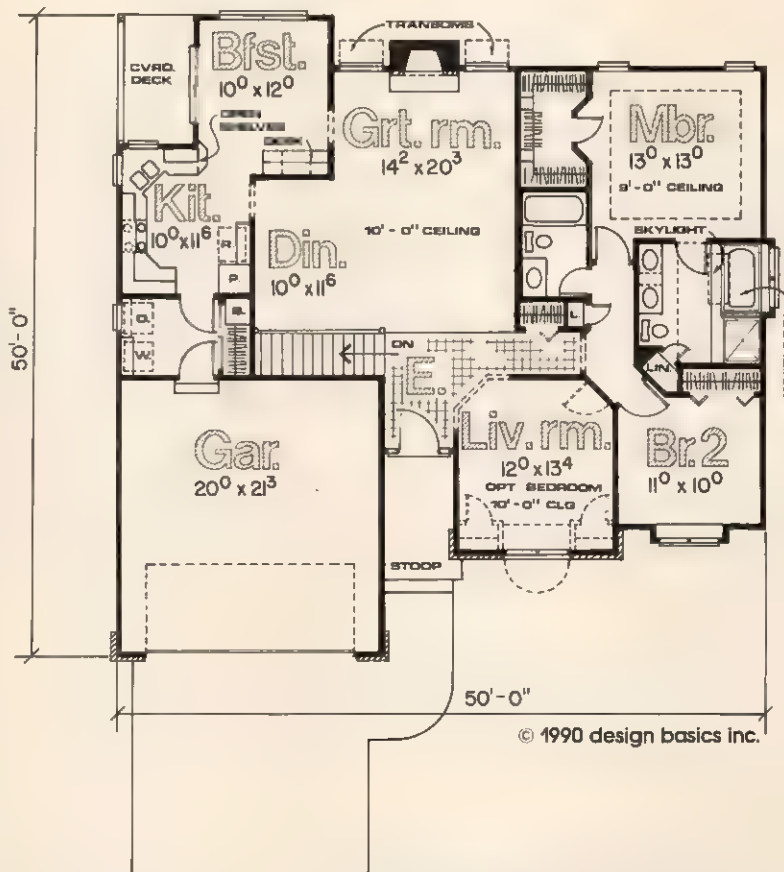 TRANSOMS
CVRD.
DECK
Bfst.
10⁰ x 12⁰
OPEN
SHELVES
DESK
Grt. rm.
14² x 20³
Mbr.
13⁰ x 13⁰
9'-0" CEILING
SKYLIGHT
Kit.
10⁰ x 11⁶
R.
P.
Din.
10⁰ x 11⁶
10'-0" CEILING
D.
W.
B.
L.
DN
E.
LIN.
50'-0"
Gar.
20⁰ x 21³
Liv. rm.
12⁰ x 13⁴
OPT BEDROOM
10'-0" CLG
Br. 2
11⁰ x 10⁰
STOOP
50'-0"
© 1990 design basics inc.